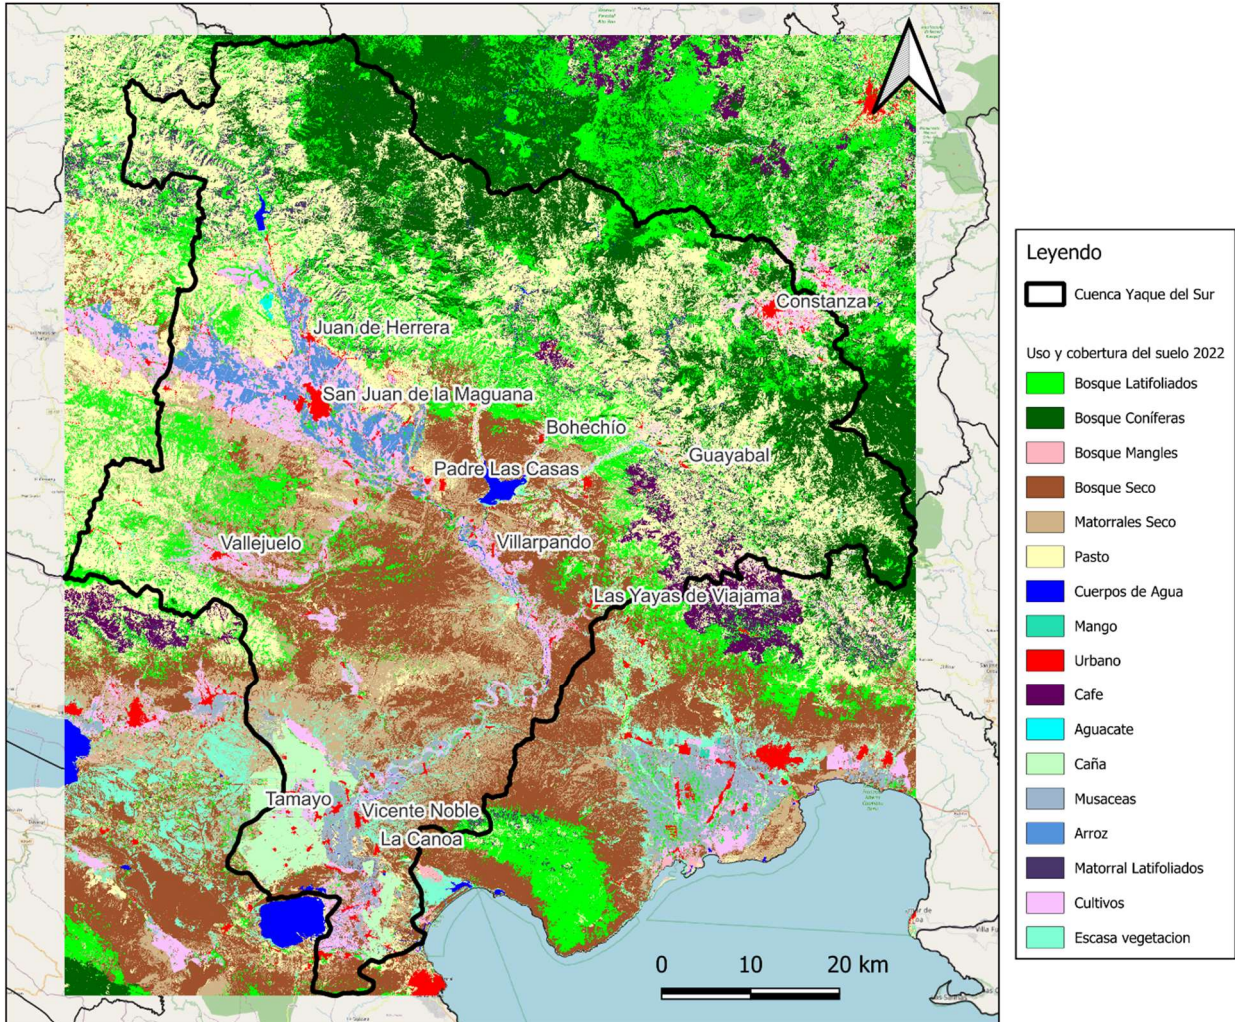 Constanza
Juan de Herrera
San Juan de la Maguana
Bohechío
Guayabal
Padre Las Casas
Villarpando
Vallejuelo
Las Yayas de Viajama
Tamayo
Vicente Noble
La Canoa
0 10 20 km
Leyendo
Cuenca Yaque del Sur
Uso y cobertura del suelo 2022
Bosque Latifoliados
Bosque Coníferas
Bosque Mangles
Bosque Seco
Matorrales Seco
Pasto
Cuerpos de Agua
Mango
Urbano
Cafe
Aguacate
Caña
Musaceas
Arroz
Matorral Latifoliados
Cultivos
Escasa vegetacion